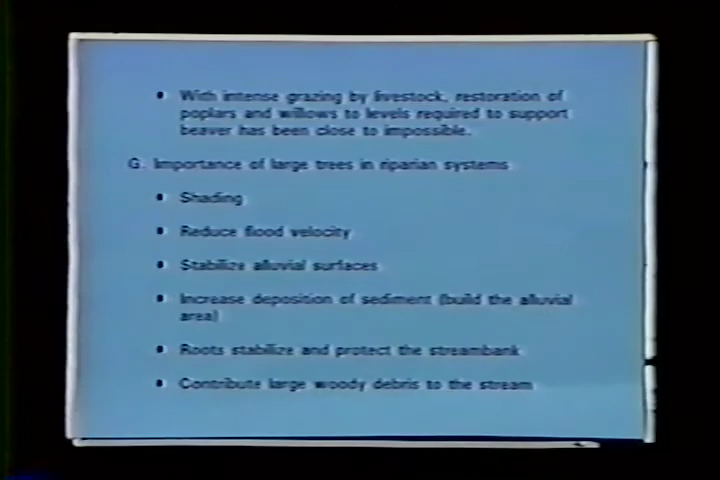 • With intense grazing by livestock, restoration of
poplars and willows to levels required to support
beaver has been close to impossible.
G. Importance of large trees in riparian systems
• Shading
• Reduce flood velocity
• Stabilize alluvial surfaces
• Increase deposition of sediment (build the alluvial
area)
• Roots stabilize and protect the streambank
• Contribute large woody debris to the stream